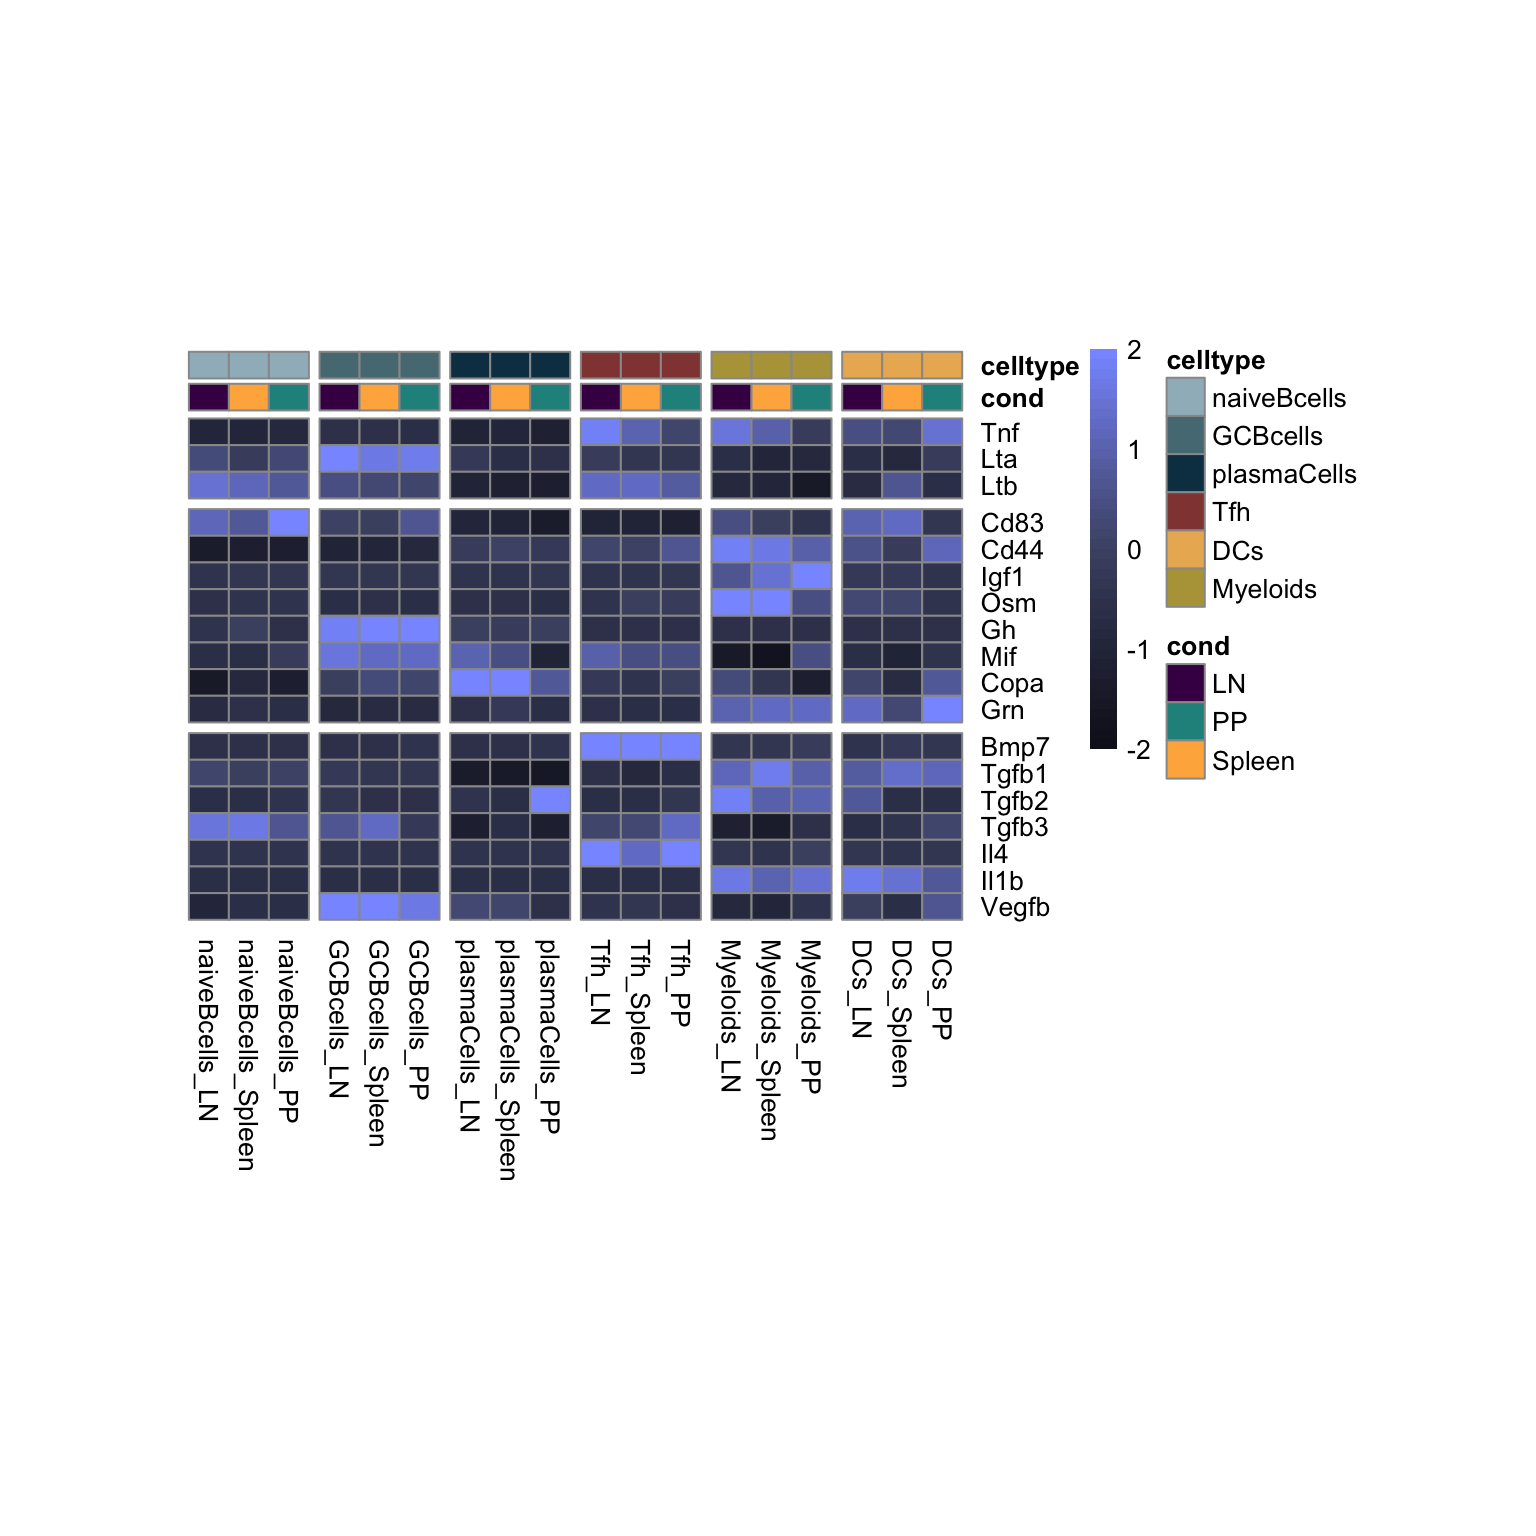 celltype
cond
Tnf
Lta
Ltb
Cd83
Cd44
Igf1
Osm
Gh
Mif
Copa
Grn
Bmp7
Tgfb1
Tgfb2
Tgfb3
Il4
Il1b
Vegfb
naiveBcells_LN
naiveBcells_Spleen
naiveBcells_PP
GCBcells_LN
GCBcells_Spleen
GCBcells_PP
plasmaCells_LN
plasmaCells_Spleen
plasmaCells_PP
Tfh_LN
Tfh_Spleen
Tfh_PP
Myeloids_LN
Myeloids_Spleen
Myeloids_PP
DCs_LN
DCs_Spleen
DCs_PP
2
1
0
-1
-2
celltype
naiveBcells
GCBcells
plasmaCells
Tfh
DCs
Myeloids
cond
LN
PP
Spleen